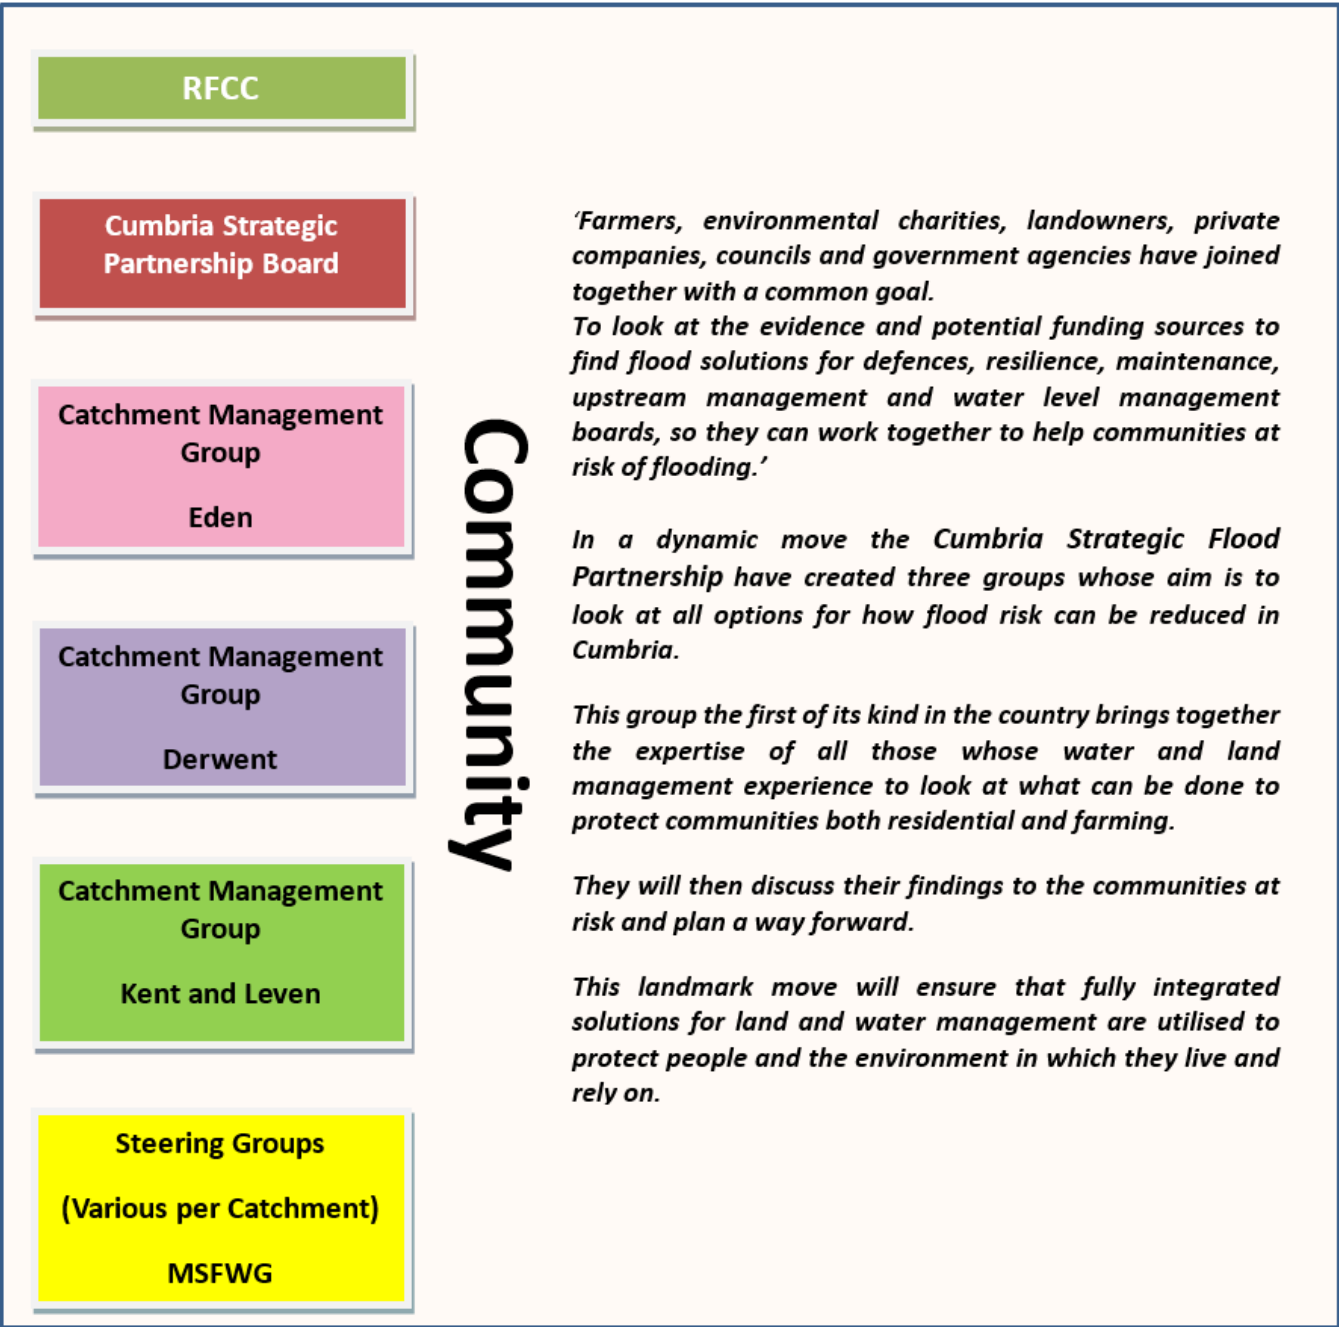 RFCC
Cumbria Strategic
Partnership Board
Catchment Management
Group
Eden
Catchment Management
Group
Derwent
Catchment Management
Group
Kent and Leven
Steering Groups
(Various per Catchment)
MSFWG
Community
‘Farmers, environmental charities, landowners, private
companies, councils and government agencies have joined
together with a common goal.
To look at the evidence and potential funding sources to
find flood solutions for defences, resilience, maintenance,
upstream management and water level management
boards, so they can work together to help communities at
risk of flooding.’
In a dynamic move the Cumbria Strategic Flood
Partnership have created three groups whose aim is to
look at all options for how flood risk can be reduced in
Cumbria.
This group the first of its kind in the country brings together
the expertise of all those whose water and land
management experience to look at what can be done to
protect communities both residential and farming.
They will then discuss their findings to the communities at
risk and plan a way forward.
This landmark move will ensure that fully integrated
solutions for land and water management are utilised to
protect people and the environment in which they live and
rely on.